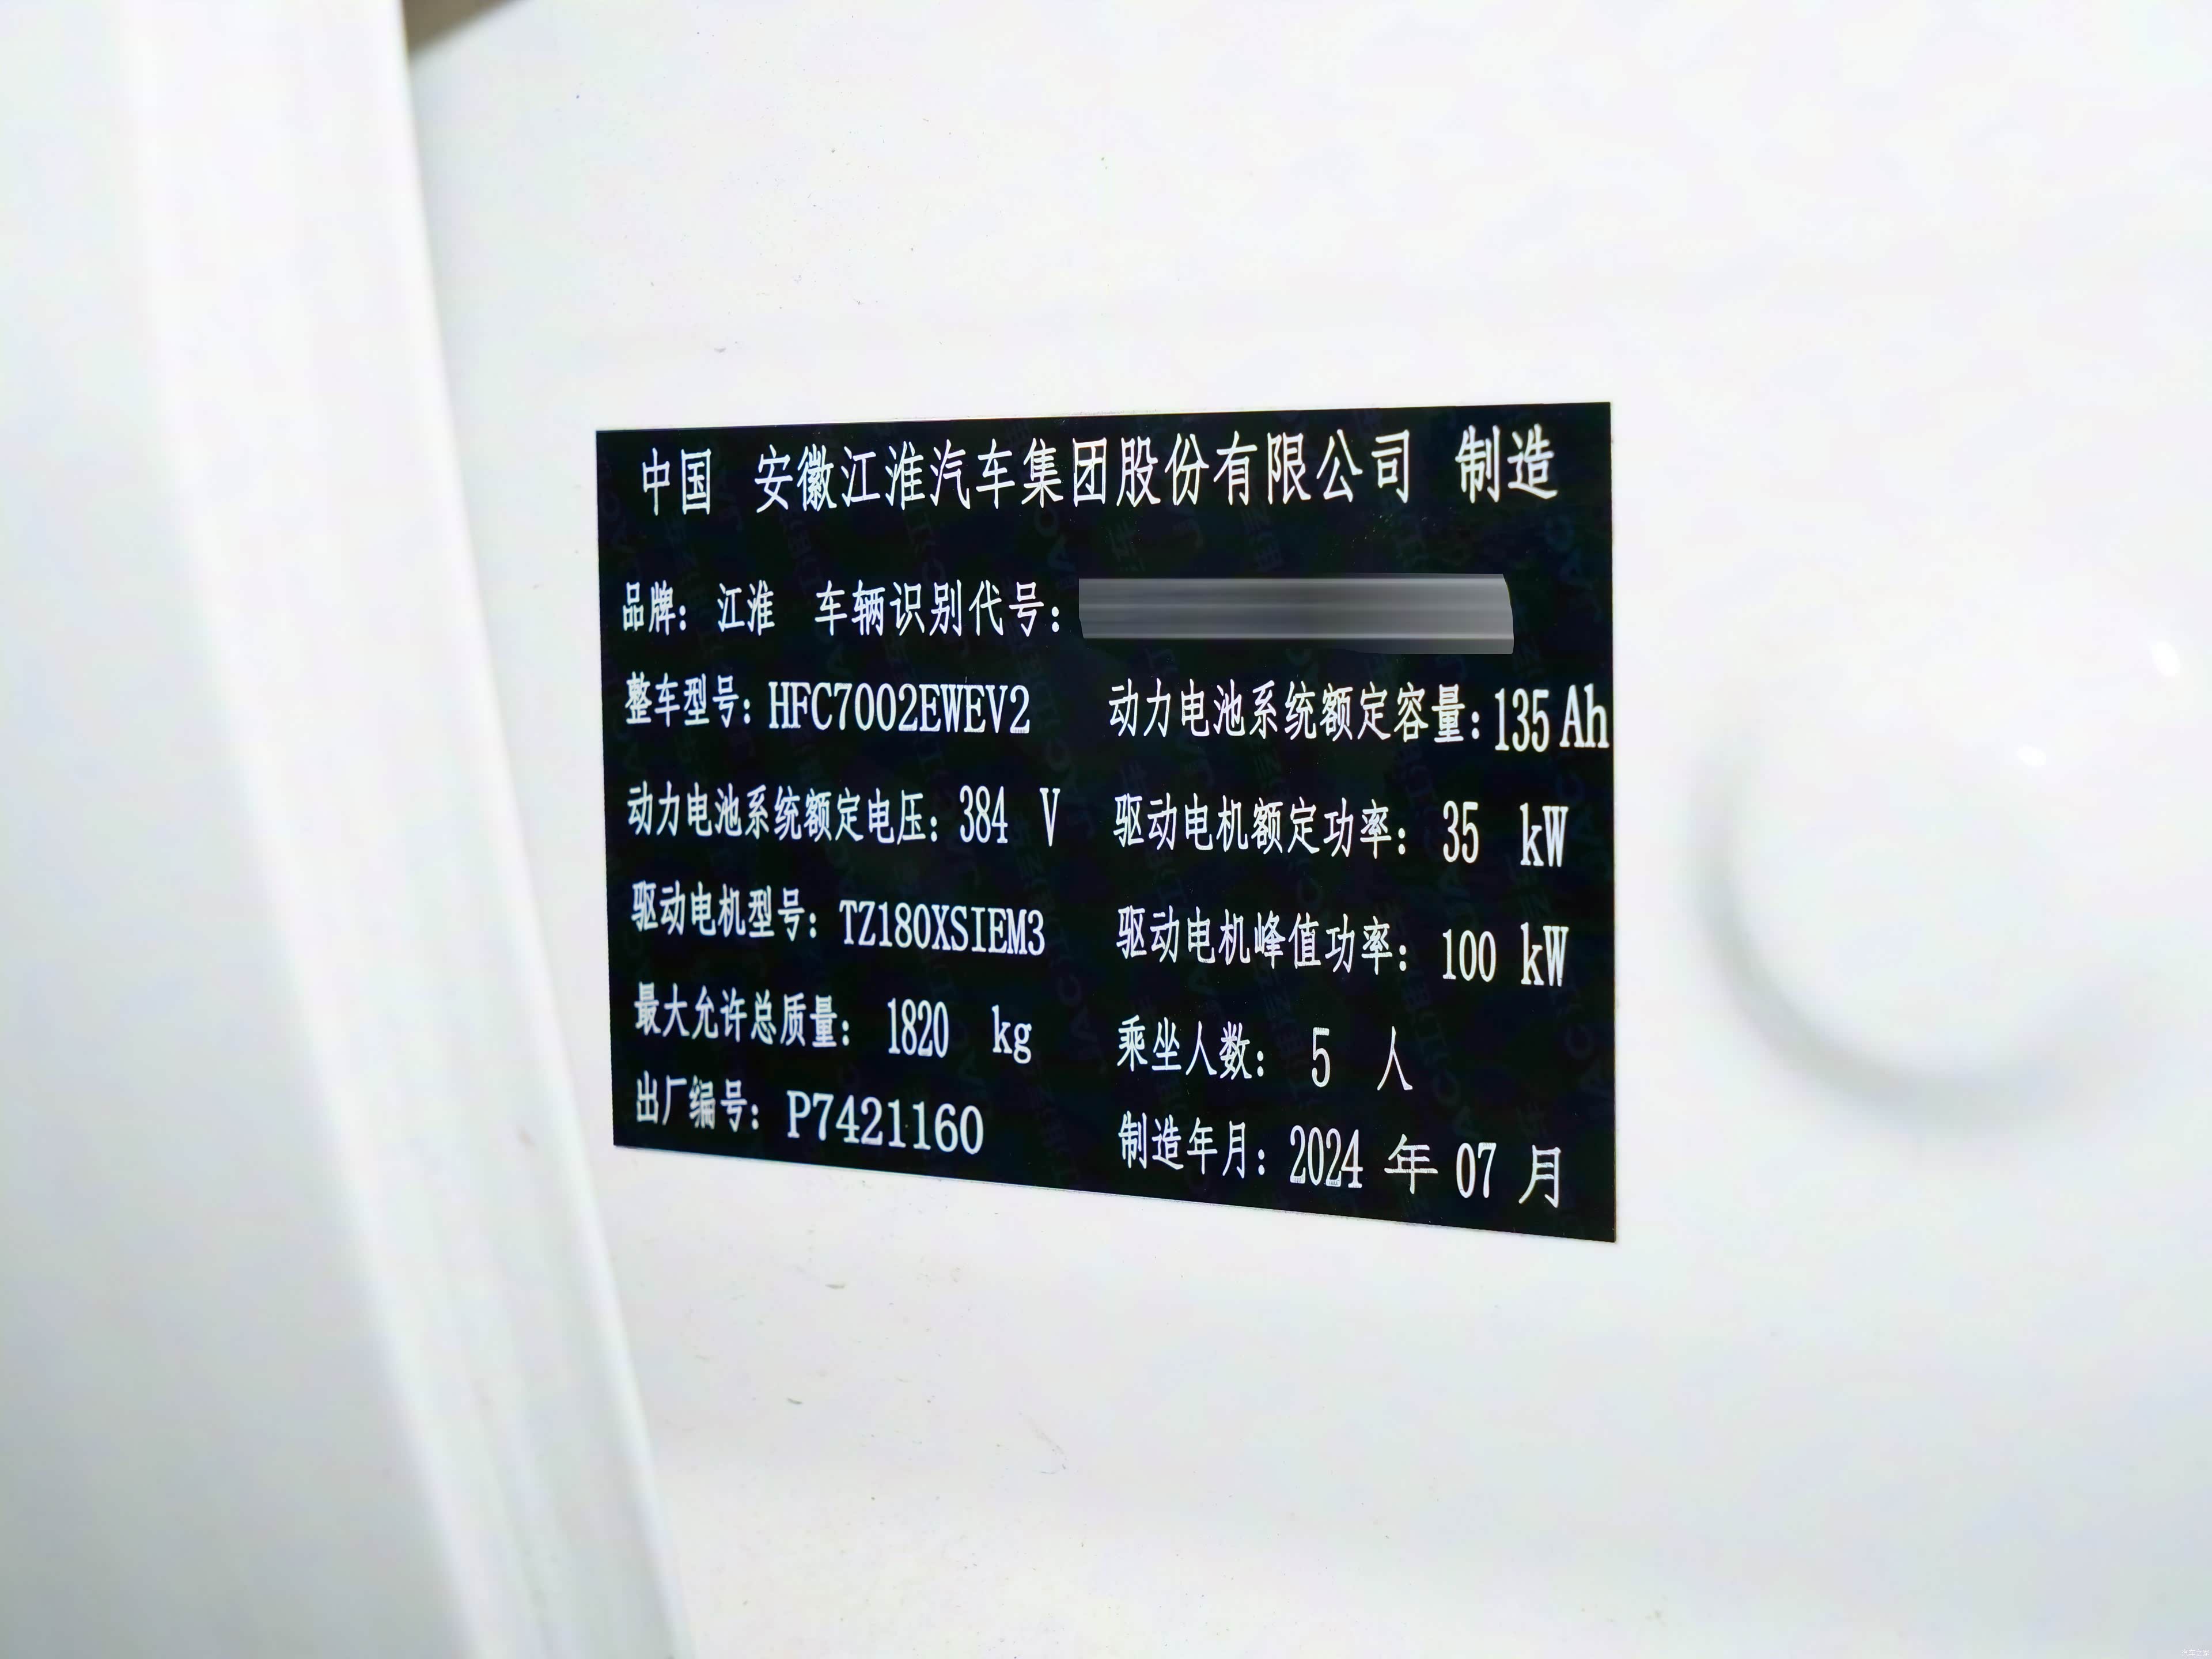 中国 安徽江淮汽车集团股份有限公司 制造
品牌：江淮 车辆识别代号：
整车型号：HFC7002EWEV2 动力电池系统额定容量：135Ah
动力电池系统额定电压：384 V 驱动电机额定功率：35 kW
驱动电机型号：TZ180XSIEM3 驱动电机峰值功率：100 kW
最大允许总质量：1820 kg 乘坐人数：5 人
出厂编号：P7421160 制造年月：2024 年 07 月
汽车之家